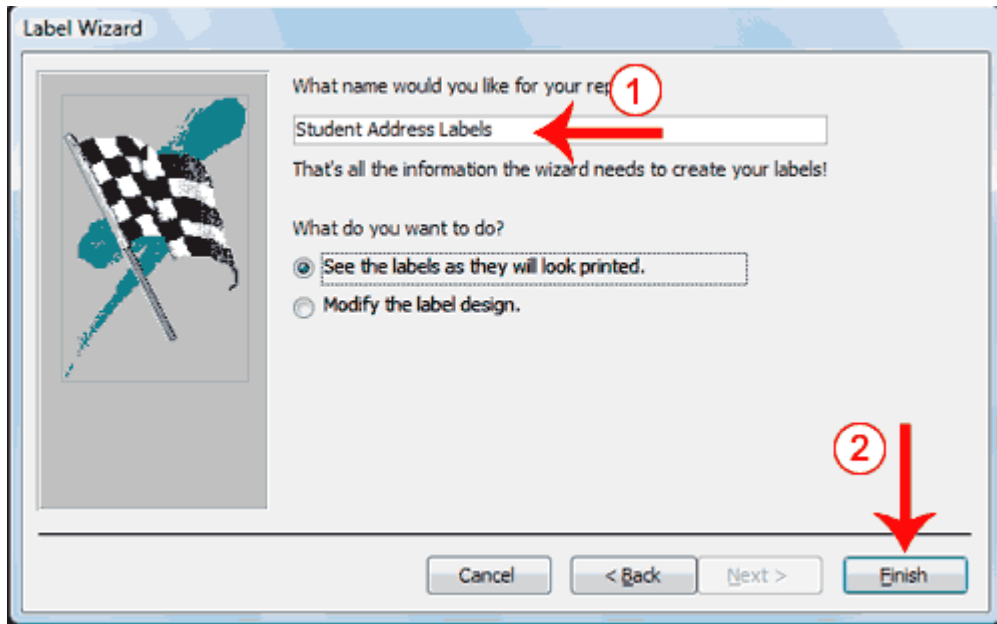 Label Wizard
What name would you like for your rep
1
Student Address Labels
That's all the information the wizard needs to create your labels!
What do you want to do?
See the labels as they will look printed.
Modify the label design.
2
Cancel
< Back
Next >
Finish